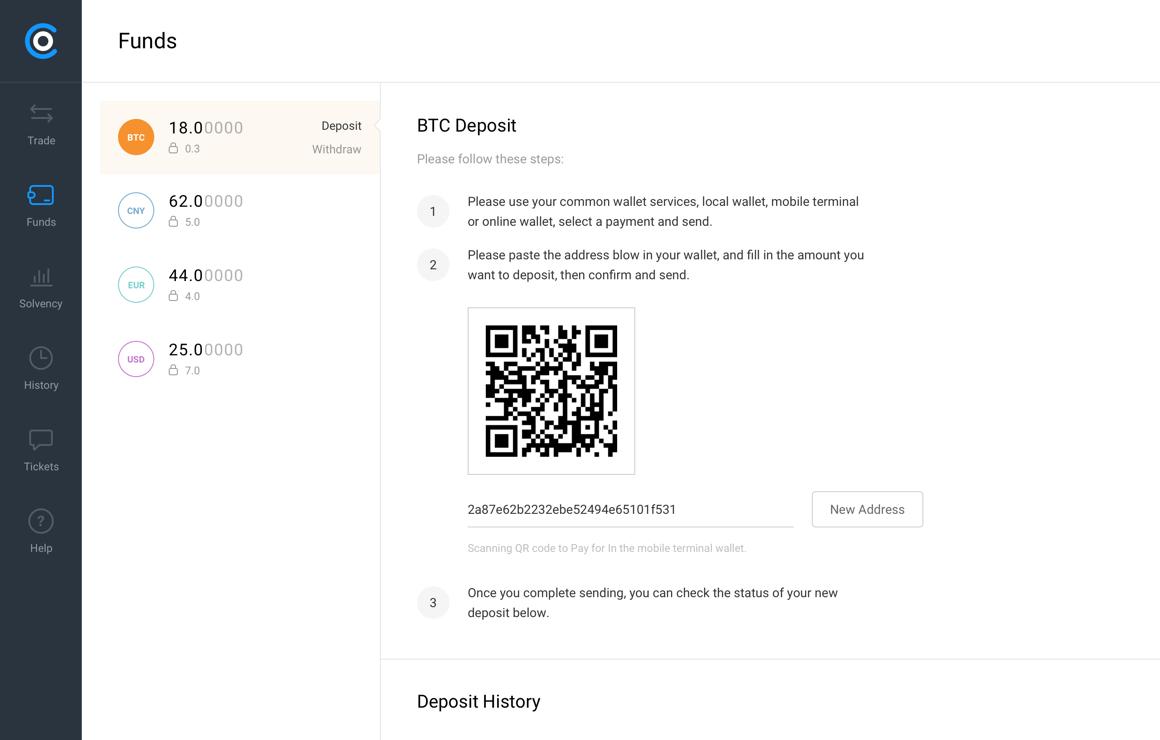 Funds
Trade
Funds
Solvency
History
Tickets
Help
BTC
18.00000
0.3
Deposit
Withdraw
CNY
62.00000
5.0
EUR
44.00000
4.0
USD
25.00000
7.0
BTC Deposit
Please follow these steps:
1
Please use your common wallet services, local wallet, mobile terminal
or online wallet, select a payment and send.
2
Please paste the address blow in your wallet, and fill in the amount you
want to deposit, then confirm and send.
2a87e62b2232ebe52494e65101f531
New Address
Scanning QR code to Pay for In the mobile terminal wallet.
3
Once you complete sending, you can check the status of your new
deposit below.
Deposit History